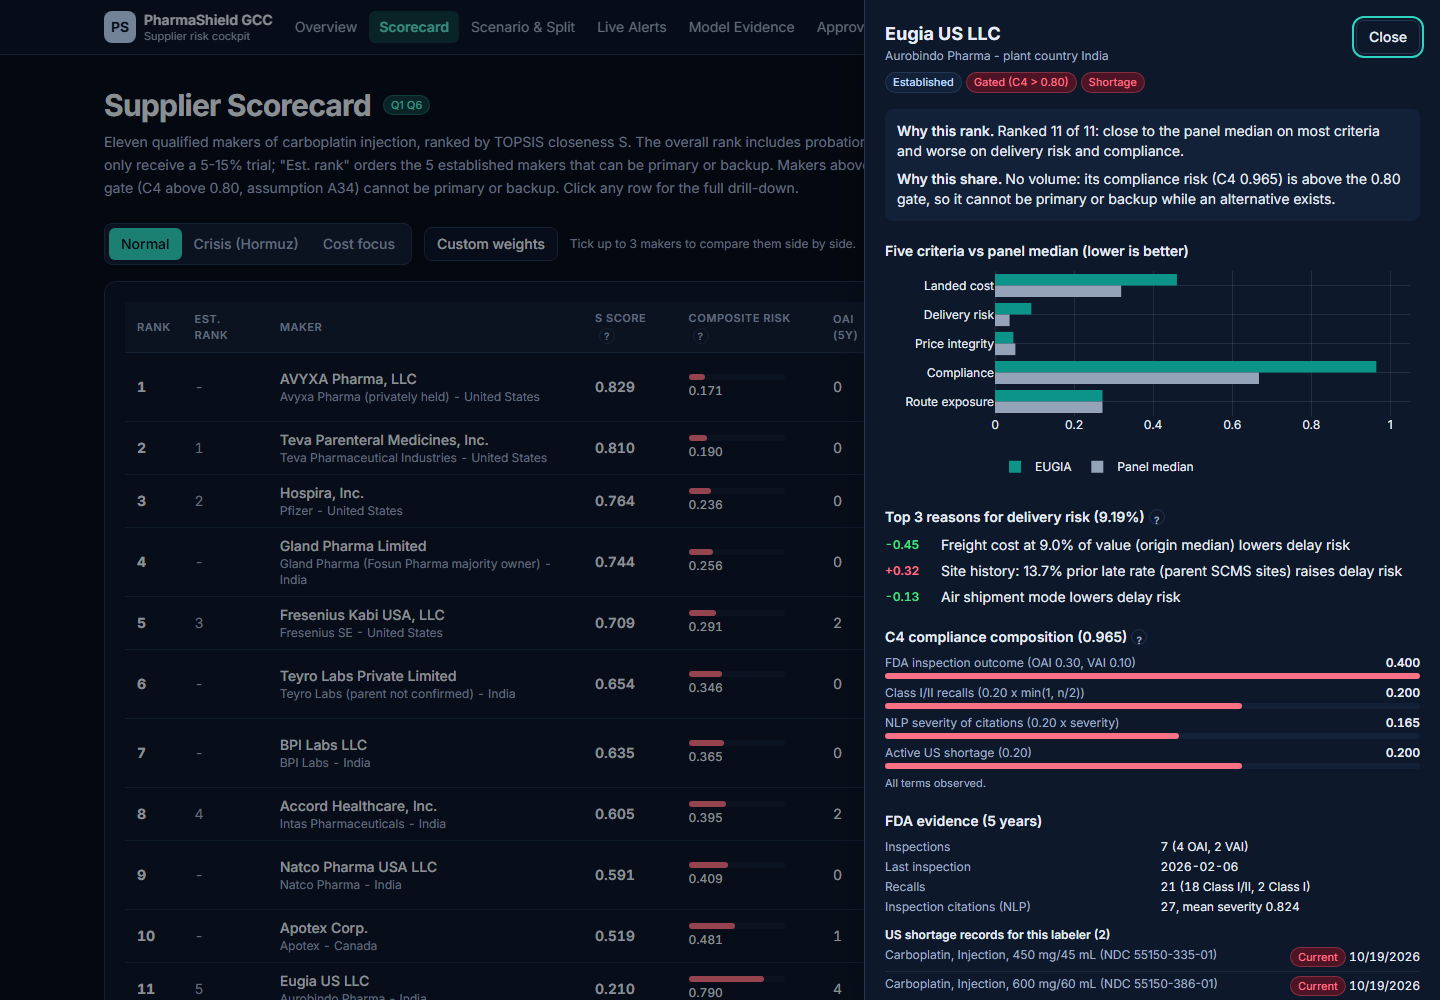 PS
PharmaShield GCC
Supplier risk cockpit
Overview
Scorecard
Scenario & Split
Live Alerts
Model Evidence
Supplier Scorecard
Q1 Q6
Eleven qualified makers of carboplatin injection, ranked by TOPSIS closeness S. The overall rank includes
only receive a 5-15% trial; "Est. rank" orders the 5 established makers that can be primary or backup. Makers
gate (C4 above 0.80, assumption A34) cannot be primary or backup. Click any row for the full drill-down.
Normal
Crisis (Hormuz)
Cost focus
Custom weights
Tick up to 3 makers to compare them side by side.
RANK
EST. RANK
MAKER
S SCORE ?
COMPOSITE RISK ?
OAI (5Y)
1 - AVYXA Pharma, LLC 0.829 0.171 0
Avyxa Pharma (privately held) - United States
2 1 Teva Parenteral Medicines, Inc. 0.810 0.190 0
Teva Pharmaceutical Industries - United States
3 2 Hospira, Inc. 0.764 0.236 0
Pfizer - United States
4 - Gland Pharma Limited 0.744 0.256 0
Gland Pharma (Fosun Pharma majority owner) -
India
5 3 Fresenius Kabi USA, LLC 0.709 0.291 2
Fresenius SE - United States
6 - Teyro Labs Private Limited 0.654 0.346 0
Teyro Labs (parent not confirmed) - India
7 - BPI Labs LLC 0.635 0.365 0
BPI Labs - India
8 4 Accord Healthcare, Inc. 0.605 0.395 2
Intas Pharmaceuticals - India
9 - Natco Pharma USA LLC 0.591 0.409 0
Natco Pharma - India
10 - Apotex Corp. 0.519 0.481 1
Apotex - Canada
11 5 Eugia US LLC 0.210 0.790 4
Aurobindo Pharma - India
Eugia US LLC
Close
Aurobindo Pharma - plant country India
Established
Gated (C4 > 0.80)
Shortage
Why this rank. Ranked 11 of 11: close to the panel median on most criteria
and worse on delivery risk and compliance.
Why this share. No volume: its compliance risk (C4 0.965) is above the 0.80
gate, so it cannot be primary or backup while an alternative exists.
Five criteria vs panel median (lower is better)
Landed cost
Delivery risk
Price integrity
Compliance
Route exposure
0 0.2 0.4 0.6 0.8 1
EUGIA
Panel median
Top 3 reasons for delivery risk (9.19%) ?
-0.45 Freight cost at 9.0% of value (origin median) lowers delay risk
+0.32 Site history: 13.7% prior late rate (parent SCMS sites) raises delay risk
-0.13 Air shipment mode lowers delay risk
C4 compliance composition (0.965) ?
FDA inspection outcome (OAI 0.30, VAI 0.10) 0.400
Class I/II recalls (0.20 x min(1, n/2)) 0.200
NLP severity of citations (0.20 x severity) 0.165
Active US shortage (0.20) 0.200
All terms observed.
FDA evidence (5 years)
Inspections 7 (4 OAI, 2 VAI)
Last inspection 2026-02-06
Recalls 21 (18 Class I/II, 2 Class I)
Inspection citations (NLP) 27, mean severity 0.824
US shortage records for this labeler (2)
Carboplatin, Injection, 450 mg/45 mL (NDC 55150-335-01) Current 10/19/2026
Carboplatin, Injection, 600 mg/60 mL (NDC 55150-386-01) Current 10/19/2026